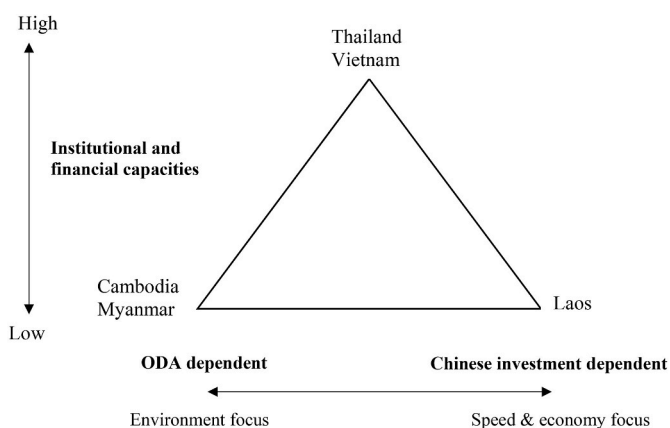 High
Thailand
Vietnam
Institutional and
financial capacities
Cambodia
Myanmar
Laos
Low
ODA dependent
Chinese investment dependent
Environment focus
Speed & economy focus